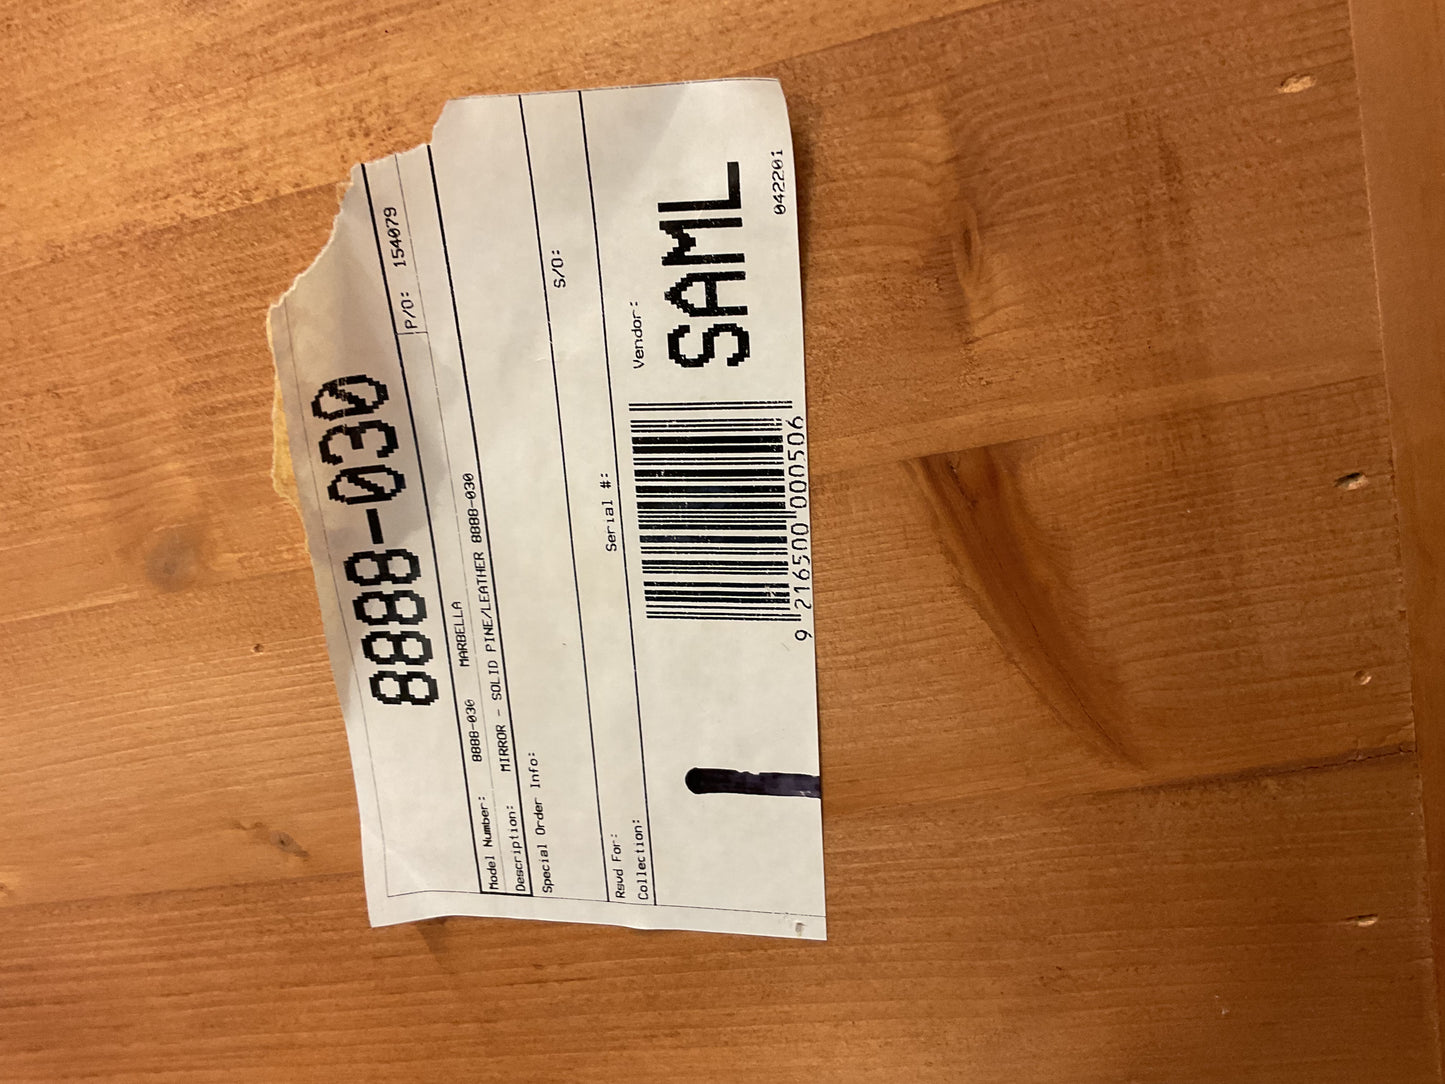 8888-030
P/O: 154079
Model Number: 8888-030 MARBELLA
Description: MIRROR - SOLID PINE/LEATHER 8888-030
Special Order Info:
S/O:
Serial #:
Rsvd For:
Collection:
Vendor:
SAML
9 216500 000506
042201